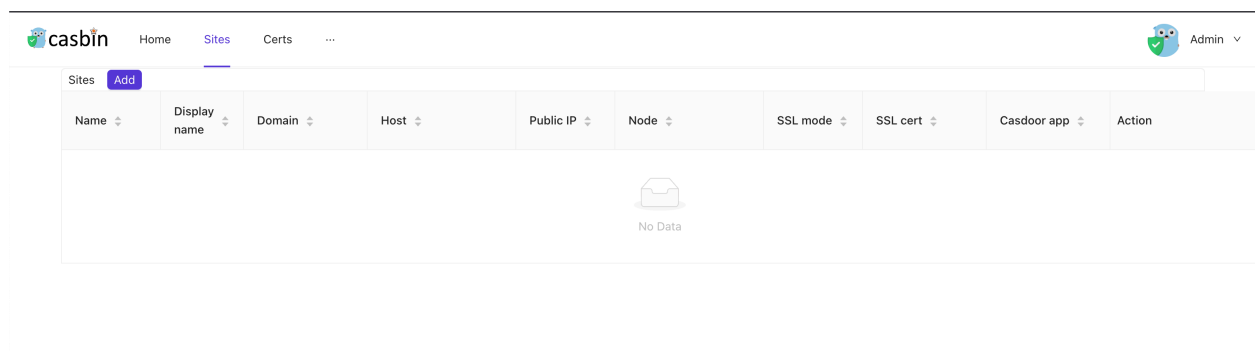 casbin Home Sites Certs ··· Admin
Sites Add
Name Display name Domain Host Public IP Node SSL mode SSL cert Casdoor app Action
No Data